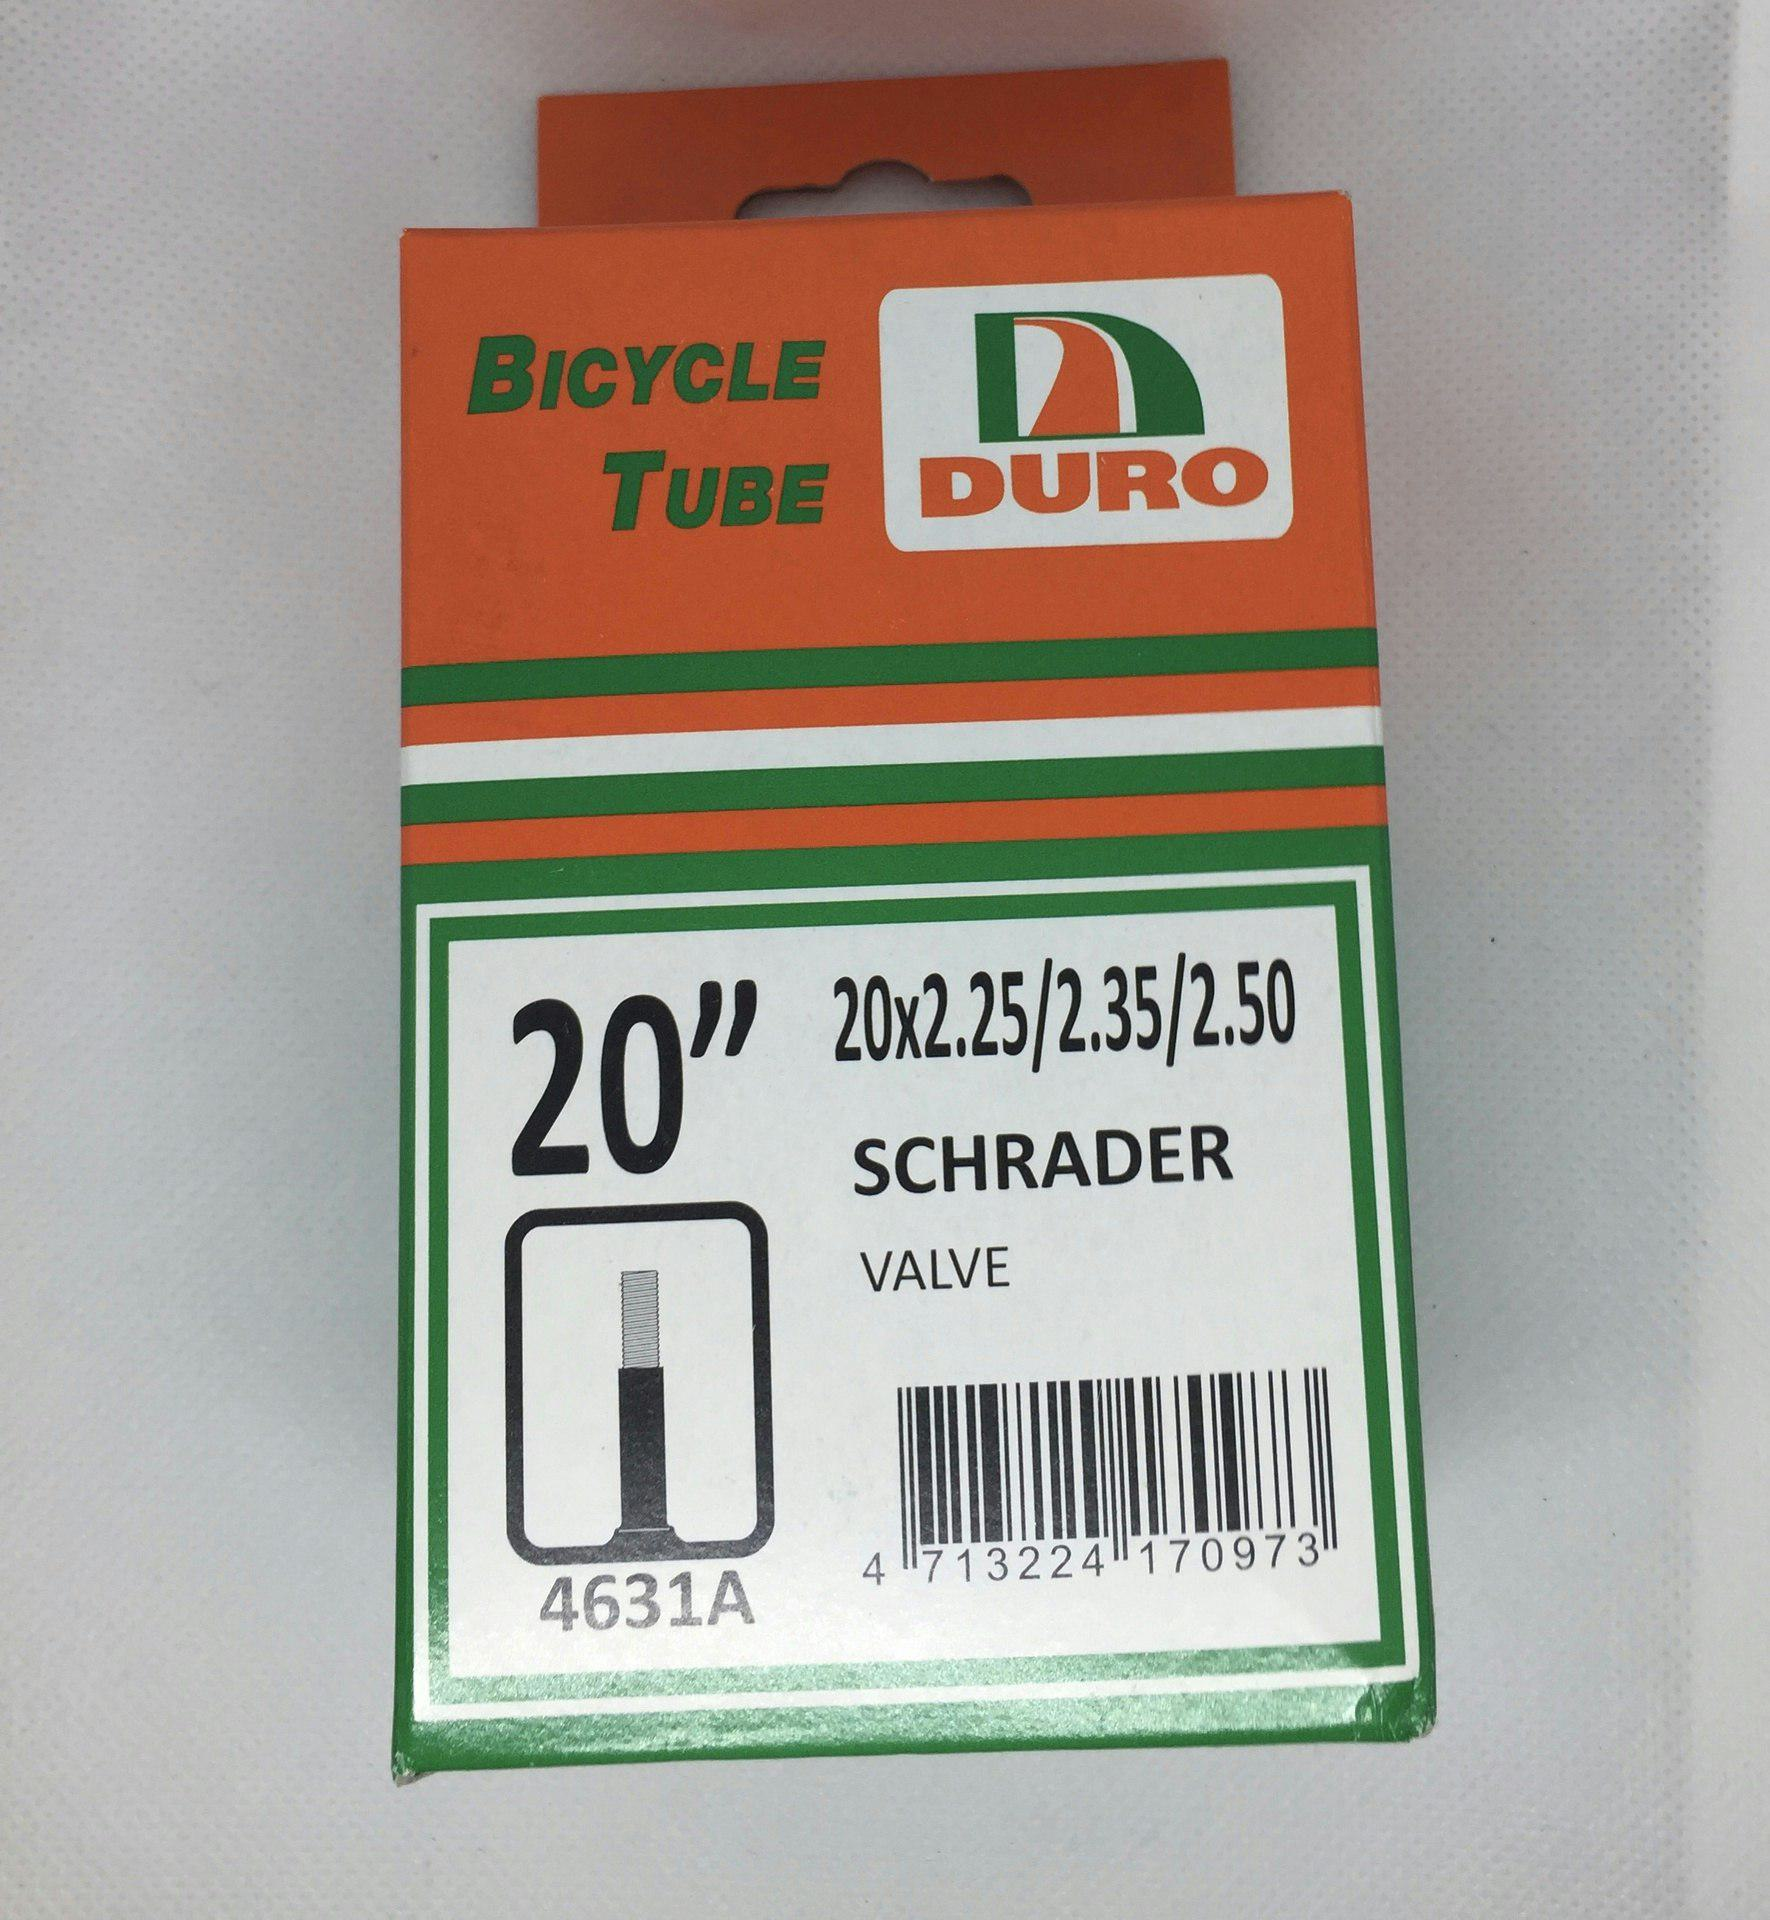 BICYCLE
TUBE
DURO
20”
20x2.25/2.35/2.50
SCHRADER
VALVE
4631A
4 713224 170973